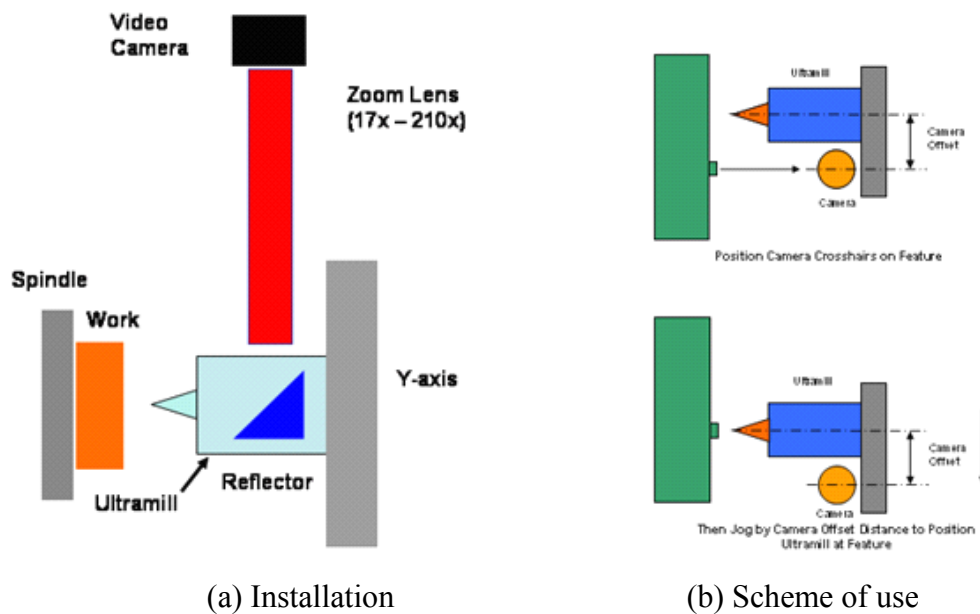 Video
Camera
Zoom Lens
(17x – 210x)
Spindle
Work
Y-axis
Reflector
Ultramill
(a) Installation
Ultramill
Camera
Offset
Camera
Position Camera Crosshairs on Feature
Ultramill
Camera
Offset
Camera
Then Jog by Camera Offset Distance to Position
Ultramill at Feature
(b) Scheme of use